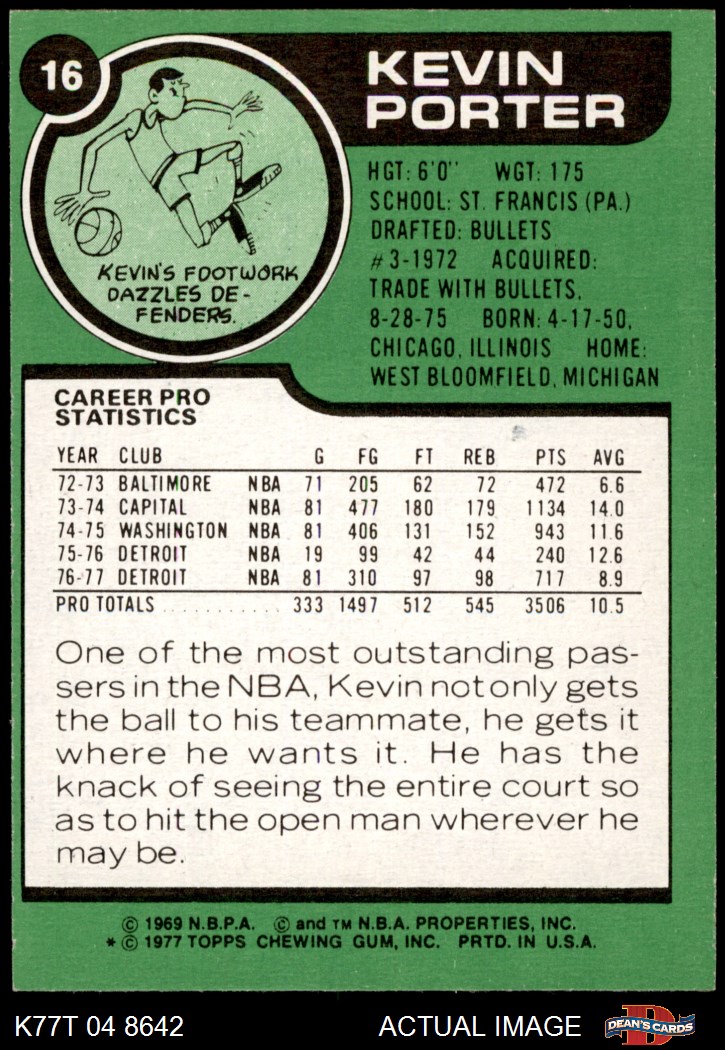 16
KEVIN
PORTER
KEVIN'S FOOTWORK
DAZZLES DE-
FENDERS.
HGT: 6'0" WGT: 175
SCHOOL: ST. FRANCIS (PA.)
DRAFTED: BULLETS
#3-1972 ACQUIRED:
TRADE WITH BULLETS,
8-28-75 BORN: 4-17-50,
CHICAGO, ILLINOIS HOME:
WEST BLOOMFIELD, MICHIGAN
CAREER PRO
STATISTICS
YEAR CLUB G FG FT REB PTS AVG
72-73 BALTIMORE NBA 71 205 62 72 472 6.6
73-74 CAPITAL NBA 81 477 180 179 1134 14.0
74-75 WASHINGTON NBA 81 406 131 152 943 11.6
75-76 DETROIT NBA 19 99 42 44 240 12.6
76-77 DETROIT NBA 81 310 97 98 717 8.9
PRO TOTALS .......... 333 1497 512 545 3506 10.5
One of the most outstanding pas-
sers in the NBA, Kevin not only gets
the ball to his teammate, he gets it
where he wants it. He has the
knack of seeing the entire court so
as to hit the open man wherever he
may be.
© 1969 N.B.P.A. © and TM N.B.A. PROPERTIES, INC.
* © 1977 TOPPS CHEWING GUM, INC. PRTD. IN U.S.A.
K77T 04 8642 ACTUAL IMAGE
D
DEAN'S CARDS